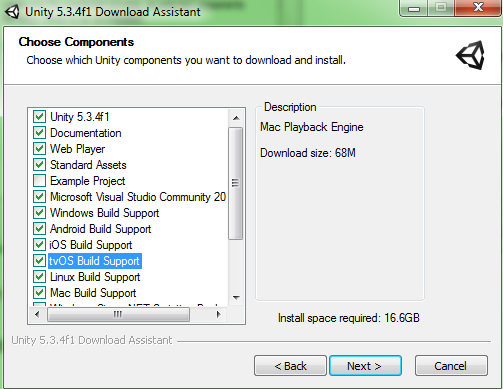 Unity 5.3.4f1 Download Assistant
Choose Components
Choose which Unity components you want to download and install.
Unity 5.3.4f1
Documentation
Web Player
Standard Assets
Example Project
Microsoft Visual Studio Community 20
Windows Build Support
Android Build Support
iOS Build Support
tvOS Build Support
Linux Build Support
Mac Build Support
Description
Mac Playback Engine
Download size: 68M
Install space required: 16.6GB
Unity 5.3.4f1 Download Assistant
< Back
Next >
Cancel